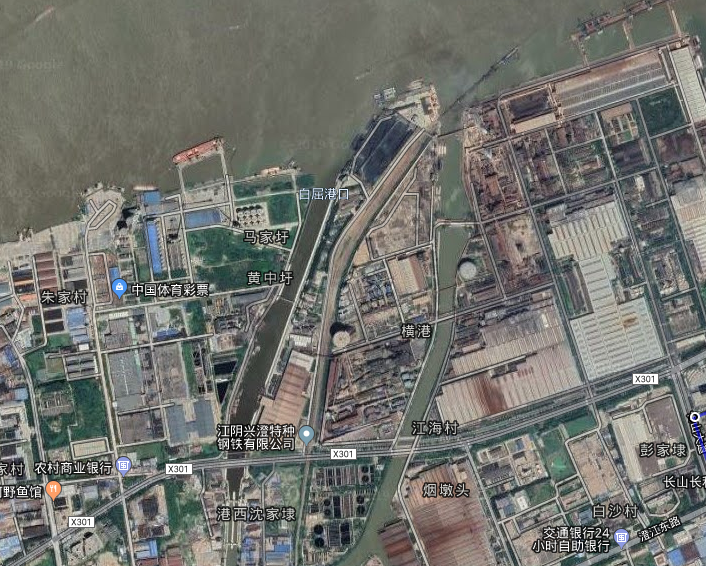 白屈港口
马家圩
黄中圩
朱家村
中国体育彩票
横港
X301
江阴兴澄特种
钢铁有限公司
江海村
彭家埭
X301
家村
农村商业银行
X301
长山长
野鱼馆
烟墩头
X301
港西沈家埭
白沙村
交通银行24
小时自助银行
澄江东路